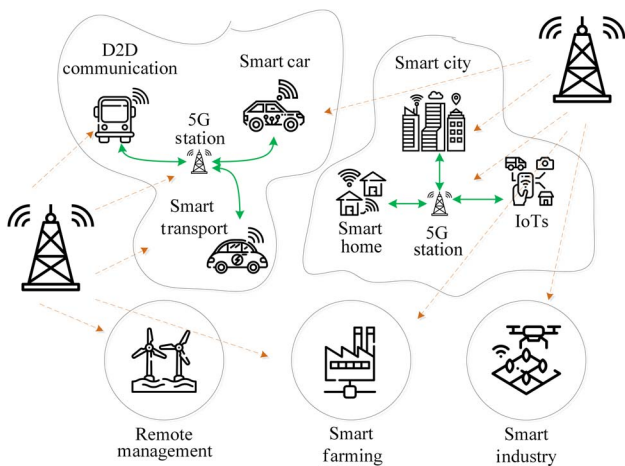 D2D
communication
Smart car
5G
station
Smart
transport
Smart city
Smart
home
5G
station
IoTs
Remote
management
Smart
farming
Smart
industry